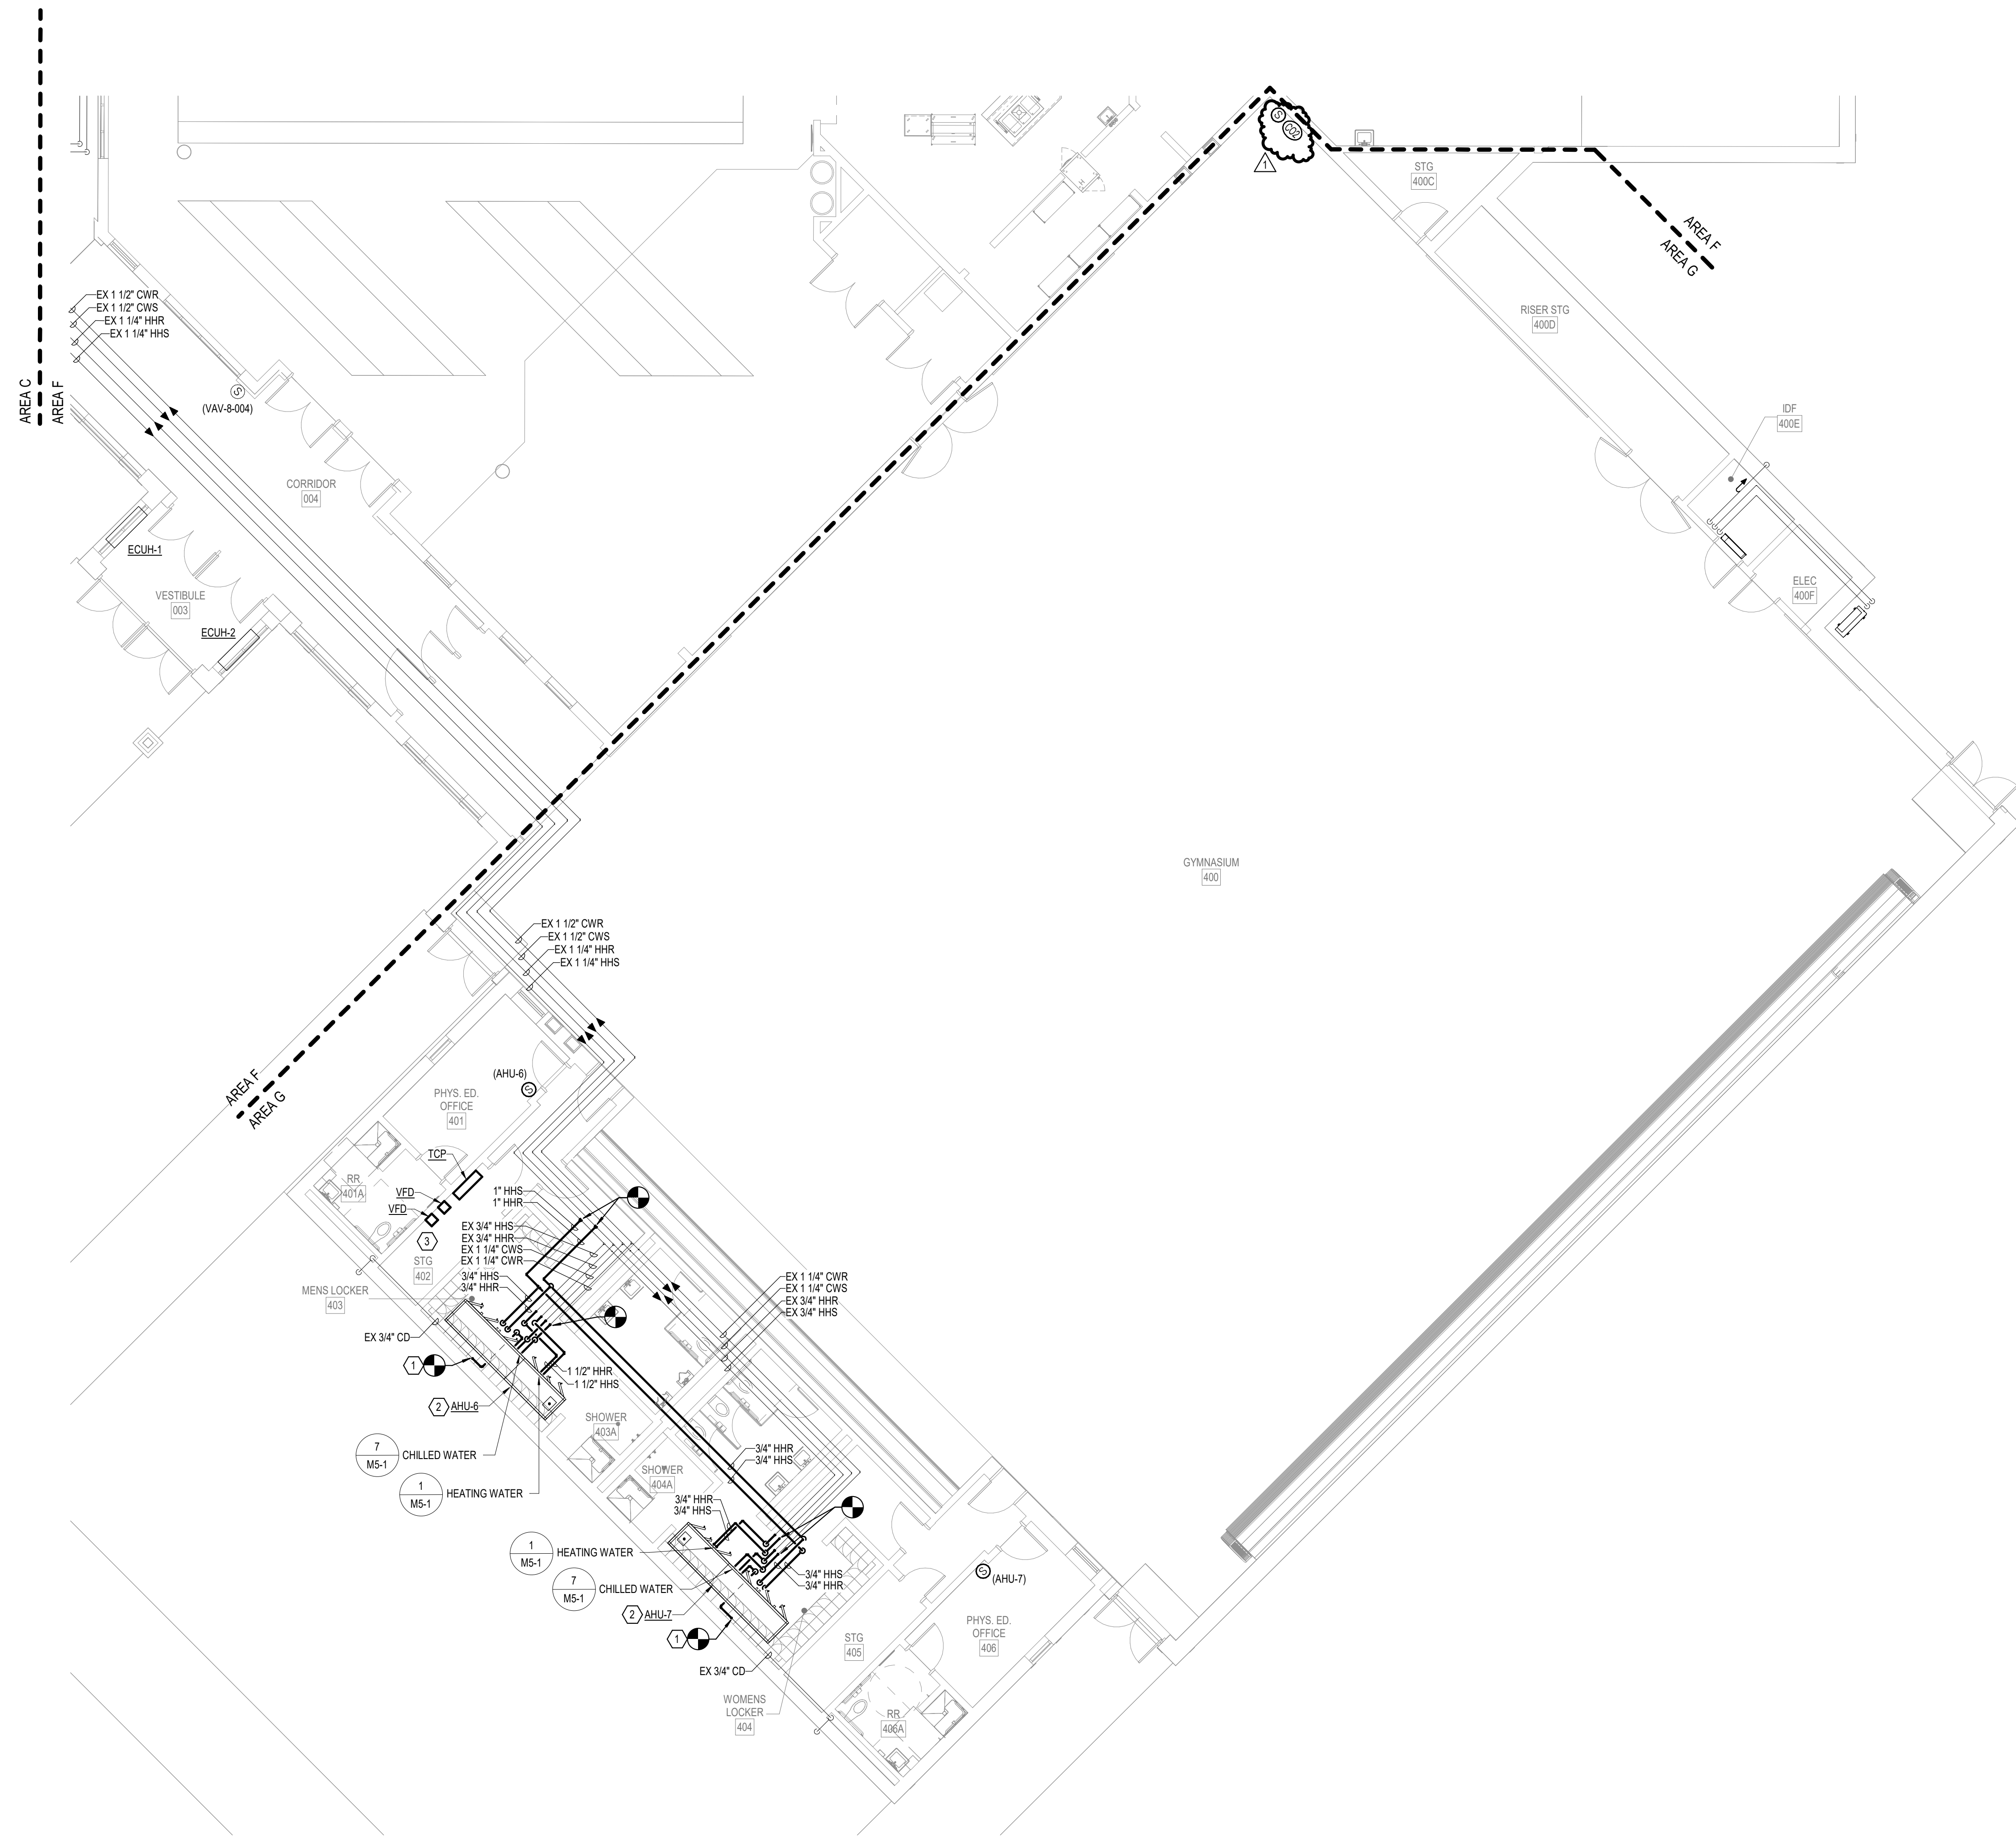 AREA C
AREA F
S
CO2
1
STG
400C
AREA F
AREA G
EX 1 1/2" CWR
EX 1 1/2" CWS
EX 1 1/4" HHR
EX 1 1/4" HHS
RISER STG
400D
S
(VAV-8-004)
IDF
400E
CORRIDOR
004
ECUH-1
VESTIBULE
003
ELEC
400F
ECUH-2
GYMNASIUM
400
EX 1 1/2" CWR
EX 1 1/2" CWS
EX 1 1/4" HHR
EX 1 1/4" HHS
AREA F
AREA G
(AHU-6)
S
PHYS. ED.
OFFICE
401
TCP
RR
401A
VFD
VFD
3
1" HHS
1" HHR
EX 3/4" HHS
EX 3/4" HHR
EX 1 1/4" CWS
EX 1 1/4" CWR
STG
402
3/4" HHS
3/4" HHR
MENS LOCKER
403
EX 1 1/4" CWR
EX 1 1/4" CWS
EX 3/4" HHR
EX 3/4" HHS
EX 3/4" CD
1
1 1/2" HHR
1 1/2" HHS
2 AHU-6
SHOWER
403A
7
M5-1
CHILLED WATER
3/4" HHR
3/4" HHS
SHOWER
404A
1
M5-1
HEATING WATER
3/4" HHR
3/4" HHS
1
M5-1
HEATING WATER
7
M5-1
CHILLED WATER
3/4" HHS
3/4" HHR
S
(AHU-7)
2 AHU-7
1
PHYS. ED.
OFFICE
406
STG
405
EX 3/4" CD
WOMENS
LOCKER
404
RR
406A